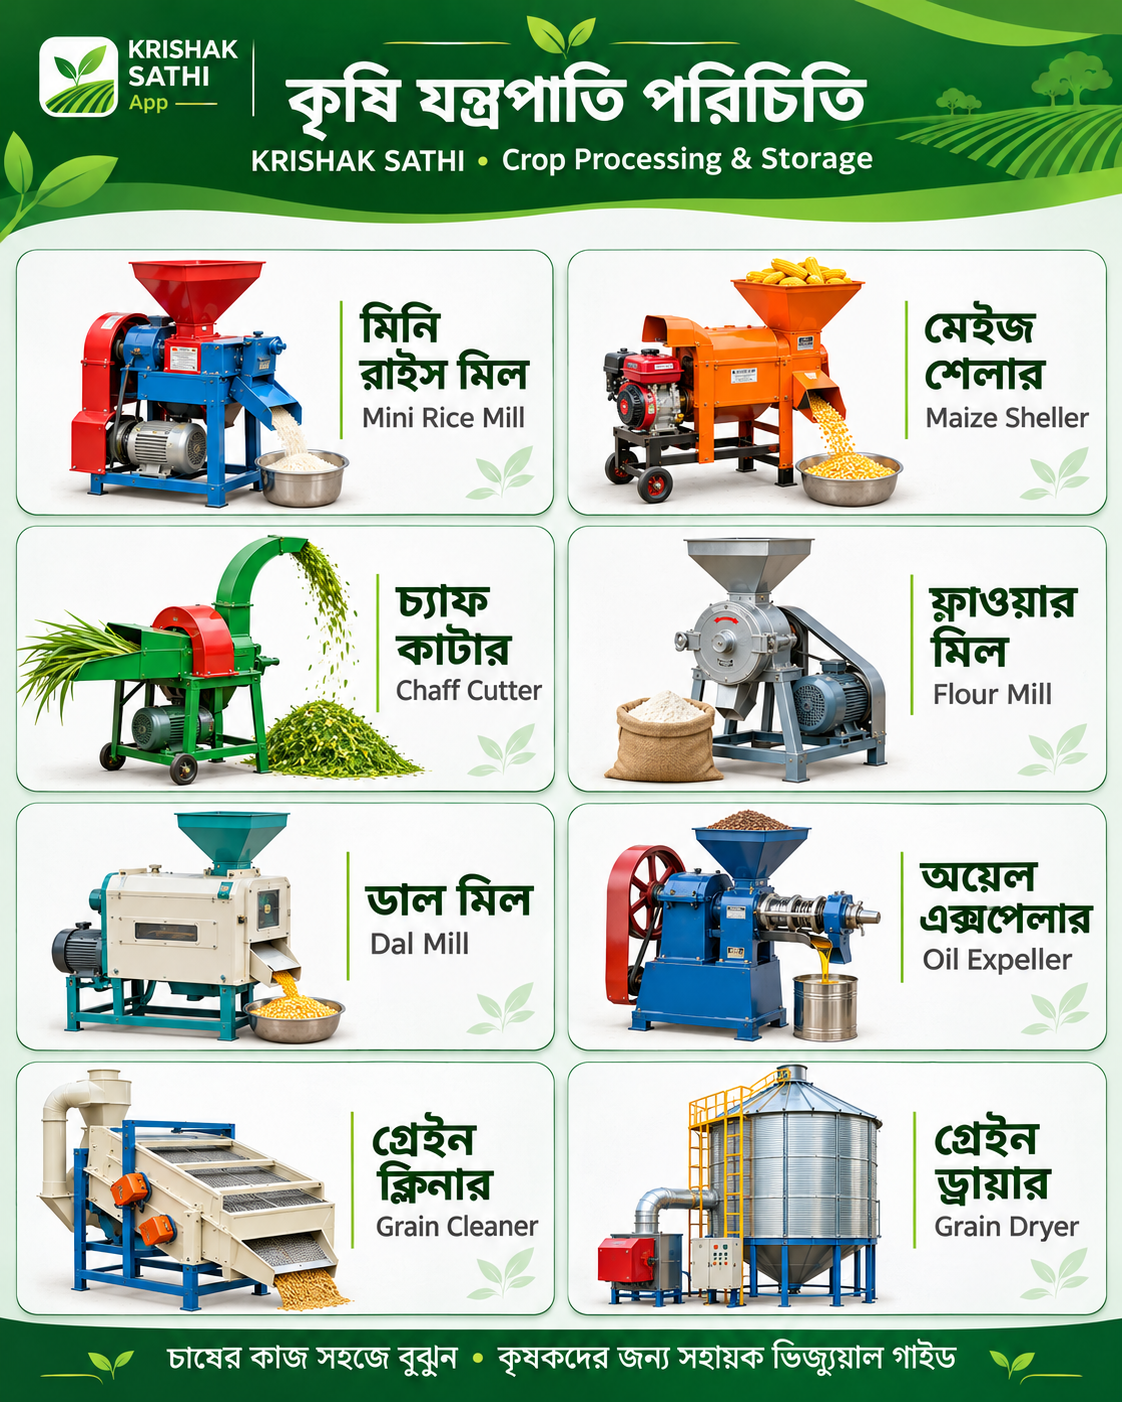 KRISHAK
SATHI
App
কৃষি যন্ত্রপাতি পরিচিতি
KRISHAK SATHI • Crop Processing & Storage
মিনি
রাইস মিল
Mini Rice Mill
মেইজ
শেলার
Maize Sheller
চ্যাফ
কাটার
Chaff Cutter
ফ্লাওয়ার
মিল
Flour Mill
ডাল মিল
Dal Mill
অয়েল
এক্সপেলার
Oil Expeller
গ্রেইন
ক্লিনার
Grain Cleaner
গ্রেইন
ড্রায়ার
Grain Dryer
চাষের কাজ সহজে বুঝুন • কৃষকদের জন্য সহায়ক ভিজ্যুয়াল গাইড